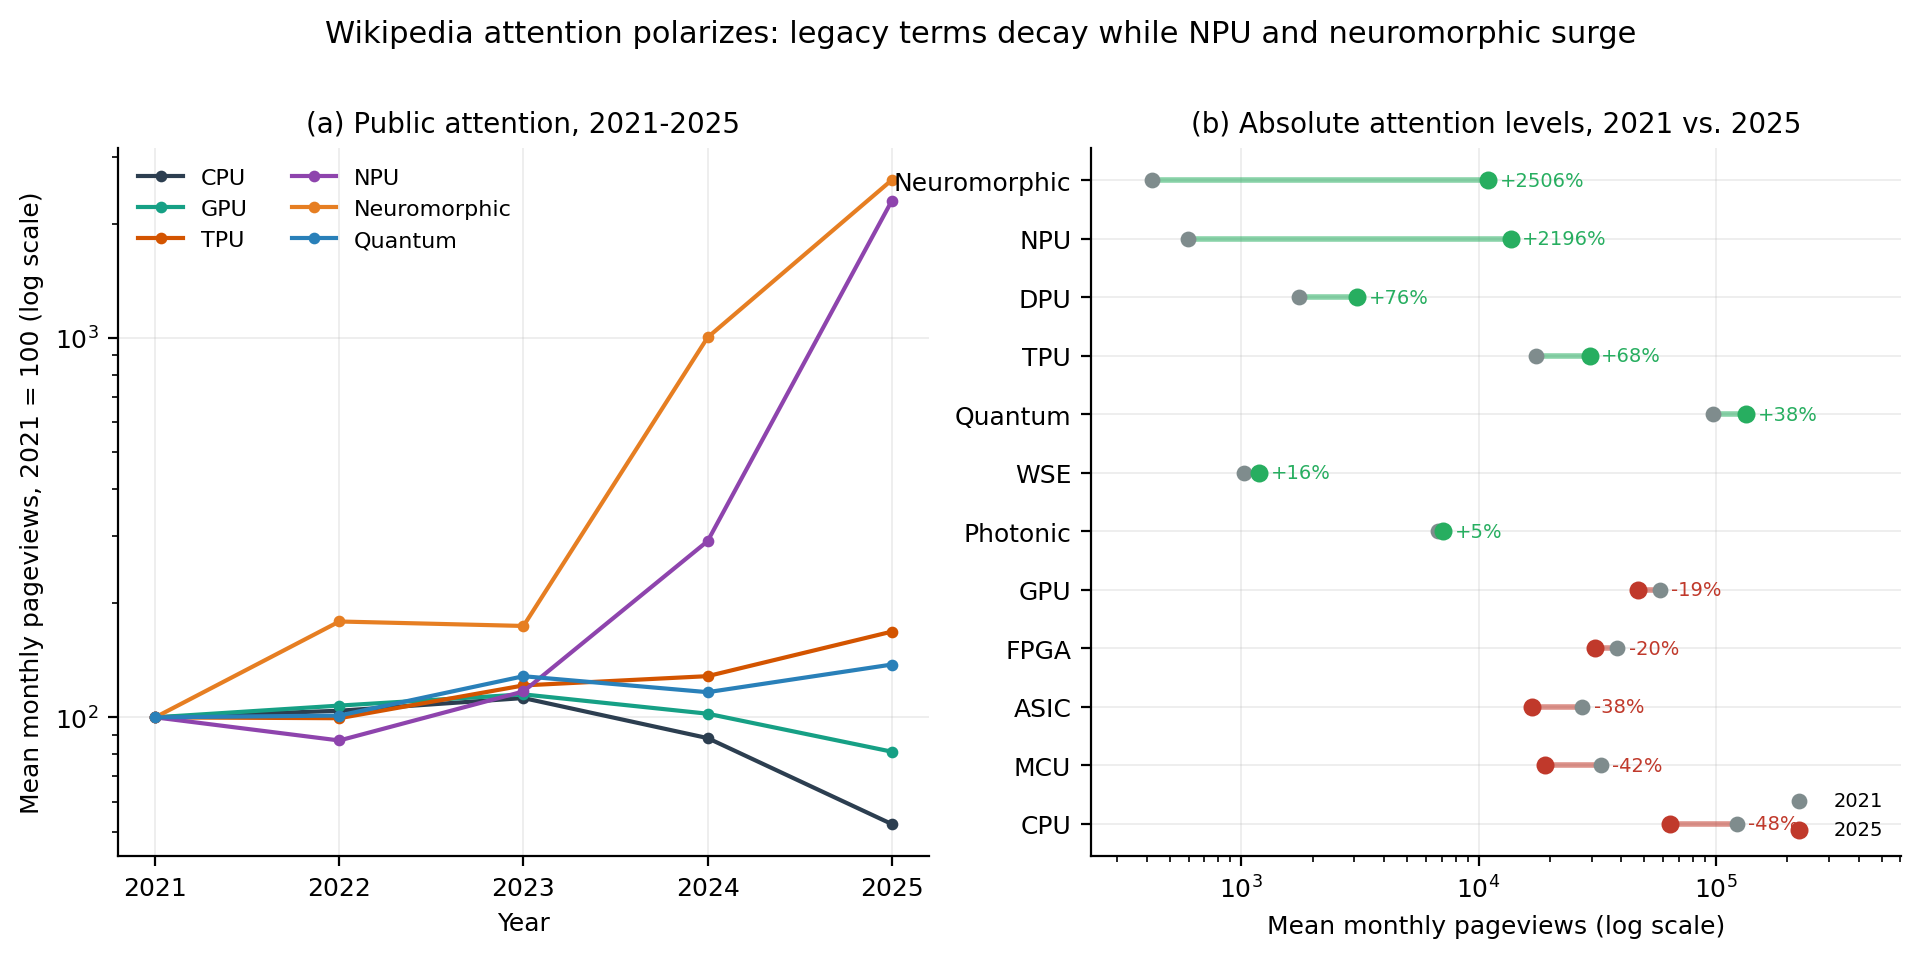 Wikipedia attention polarizes: legacy terms decay while NPU and neuromorphic surge
(a) Public attention, 2021-2025
Mean monthly pageviews, 2021 = 100 (log scale)
10³
10²
CPU
GPU
TPU
NPU
Neuromorphic
Quantum
2021 2022 2023 2024 2025
Year
(b) Absolute attention levels, 2021 vs. 2025
Neuromorphic +2506%
NPU +2196%
DPU +76%
TPU +68%
Quantum +38%
WSE +16%
Photonic +5%
GPU -19%
FPGA -20%
ASIC -38%
MCU -42%
CPU -48%
2021
2025
10³ 10⁴ 10⁵
Mean monthly pageviews (log scale)